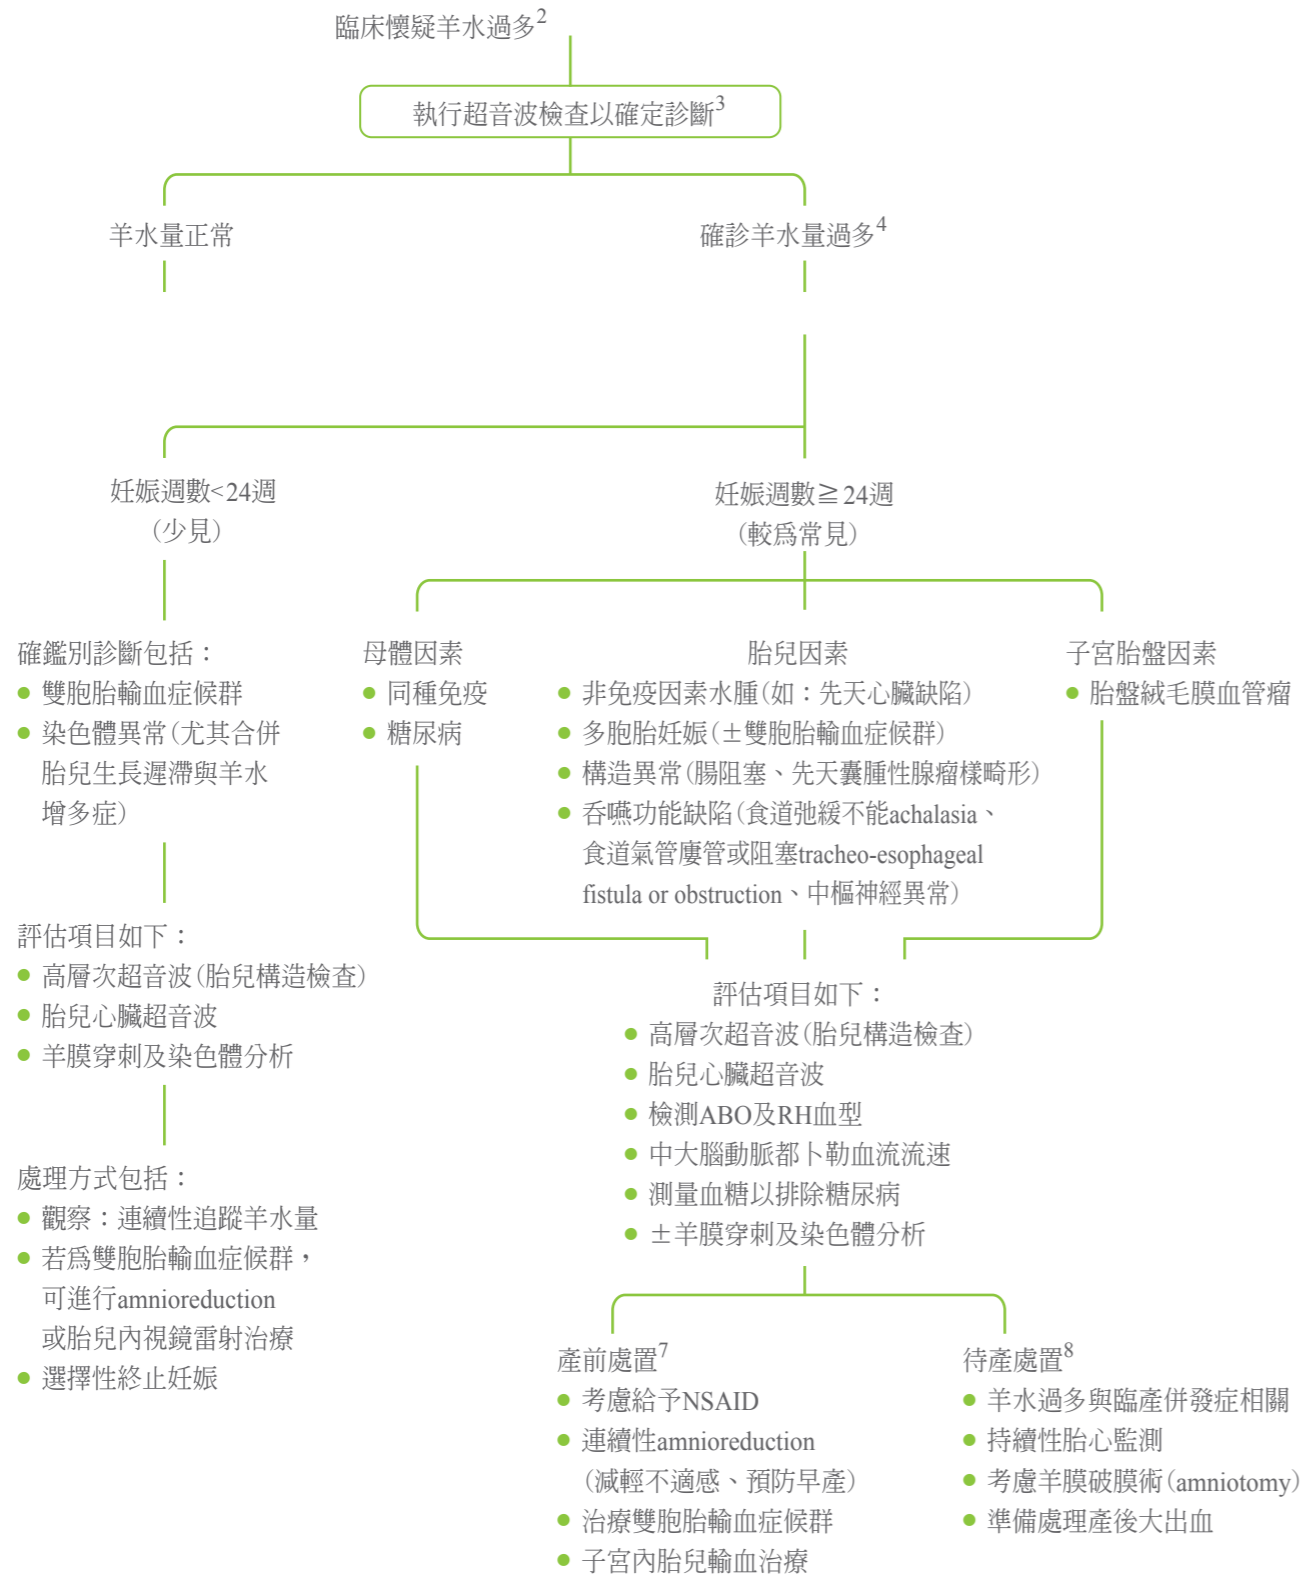 臨床懷疑羊水過多2
執行超音波檢查以確定診斷3
羊水量正常
確診羊水量過多4
妊娠週數<24週
(少見)
妊娠週數≧24週
(較爲常見)
確鑑別診斷包括：
● 雙胞胎輸血症候群
● 染色體異常(尤其合併
胎兒生長遲滯與羊水
增多症)
評估項目如下：
● 高層次超音波(胎兒構造檢查)
● 胎兒心臟超音波
● 羊膜穿刺及染色體分析
處理方式包括：
● 觀察：連續性追蹤羊水量
● 若爲雙胞胎輸血症候群，
可進行amnioreduction
或胎兒內視鏡雷射治療
● 選擇性終止妊娠
母體因素
● 同種免疫
● 糖尿病
胎兒因素
● 非免疫因素水腫(如：先天心臟缺陷)
● 多胞胎妊娠(±雙胞胎輸血症候群)
● 構造異常(腸阻塞、先天囊腫性腺瘤樣畸形)
● 吞嚥功能缺陷(食道弛緩不能achalasia、
食道氣管廔管或阻塞tracheo-esophageal
fistula or obstruction、中樞神經異常)
子宮胎盤因素
● 胎盤絨毛膜血管瘤
評估項目如下：
● 高層次超音波(胎兒構造檢查)
● 胎兒心臟超音波
● 檢測ABO及RH血型
● 中大腦動脈都卜勒血流流速
● 測量血糖以排除糖尿病
● ±羊膜穿刺及染色體分析
產前處置7
● 考慮給予NSAID
● 連續性amnioreduction
(減輕不適感、預防早產)
● 治療雙胞胎輸血症候群
● 子宮內胎兒輸血治療
待產處置8
● 羊水過多與臨產併發症相關
● 持續性胎心監測
● 考慮羊膜破膜術(amniotomy)
● 準備處理產後大出血